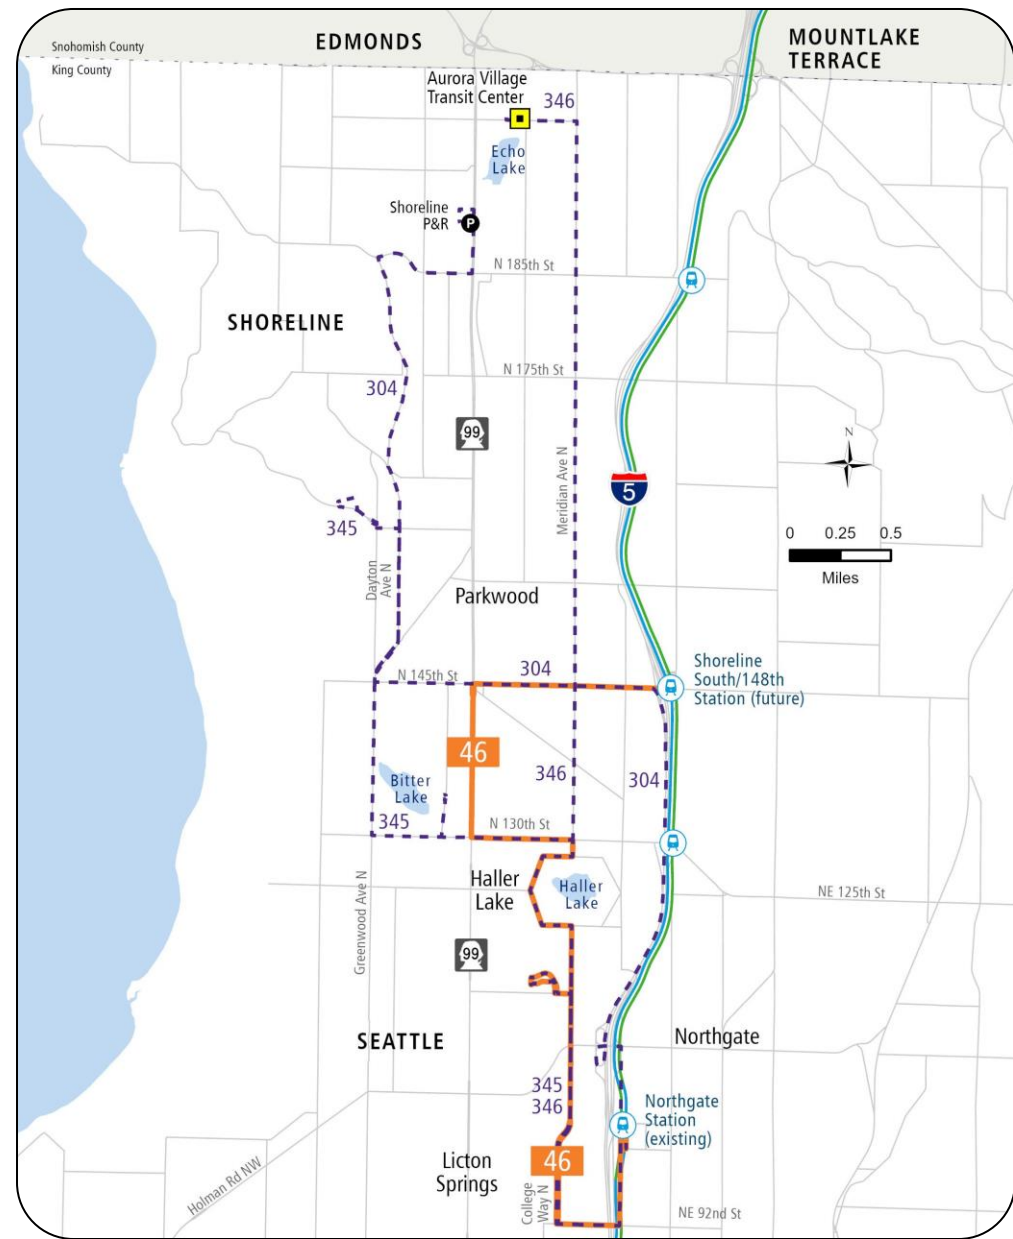 Snohomish County
King County
EDMONDS
MOUNTLAKE
TERRACE
Aurora Village
Transit Center
346
Echo
Lake
Shoreline
P&R
P
N 185th St
SHORELINE
N 175th St
304
99
N
Meridian Ave N
5
345
0 0.25 0.5
Miles
Dayton
Ave N
Parkwood
N 145th St
304
Shoreline
South/148th
Station (future)
46
346
304
Bitter
Lake
345
N 130th St
Haller
Lake
Haller
Lake
NE 125th St
Greenwood Ave N
99
SEATTLE
Northgate
345
346
Northgate
Station
(existing)
46
Licton
Springs
College
Way N
Holman Rd NW
NE 92nd St